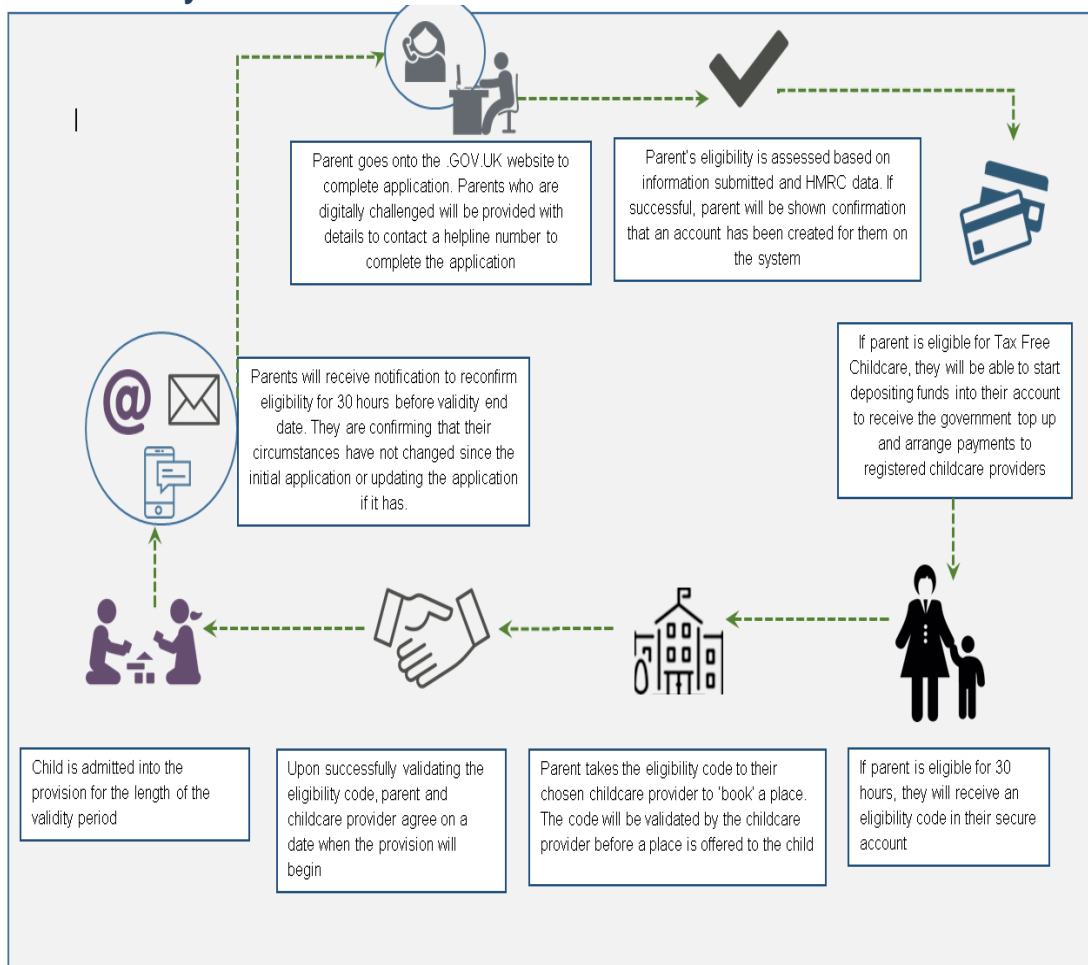 Parent goes onto the .GOV.UK website to
complete application. Parents who are
digitally challenged will be provided with
details to contact a helpline number to
complete the application
Parent's eligibility is assessed based on
information submitted and HMRC data. If
successful, parent will be shown confirmation
that an account has been created for them on
the system
If parent is eligible for Tax Free
Childcare, they will be able to start
depositing funds into their account
to receive the government top up
and arrange payments to
registered childcare providers
@
Parents will receive notification to reconfirm
eligibility for 30 hours before validity end
date. They are confirming that their
circumstances have not changed since the
initial application or updating the application
if it has.
Child is admitted into the
provision for the length of the
validity period
Upon successfully validating the
eligibility code, parent and
childcare provider agree on a
date when the provision will
begin
Parent takes the eligibility code to their
chosen childcare provider to 'book' a place.
The code will be validated by the childcare
provider before a place is offered to the child
If parent is eligible for 30
hours, they will receive an
eligibility code in their secure
account